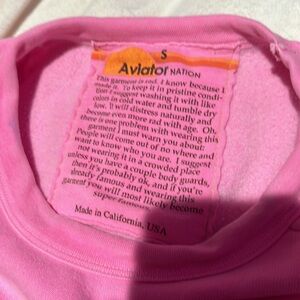 S
Aviator NATION
This garment is rad. I know because I
made it. To keep it in pristine condi-
tion I suggest washing it with like
colors in cold water and tumble dry
low. It will distress naturally and
become even more rad with age. Oh,
there is one problem with wearing this
garment I must warn you about:
People will come out of no where and
want to know who you are. I suggest
not wearing it in a crowded place
unless you have a couple body guards,
then it's probably ok, and if you're
already famous and wearing this
garment you will most likely become
super famous.
Made in California, USA